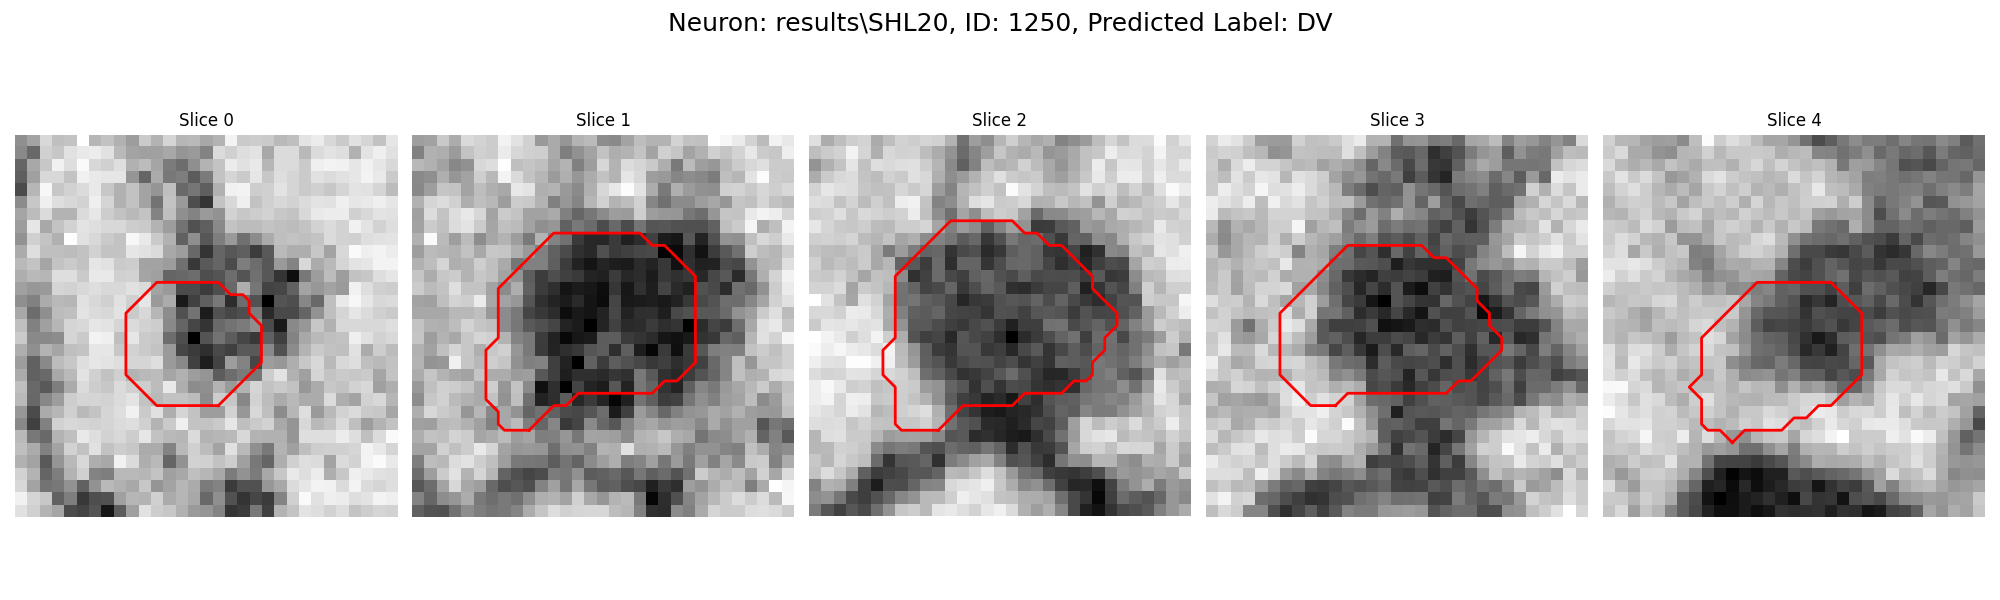 Neuron: results\SHL20, ID: 1250, Predicted Label: DV
Slice 0
Slice 1
Slice 2
Slice 3
Slice 4